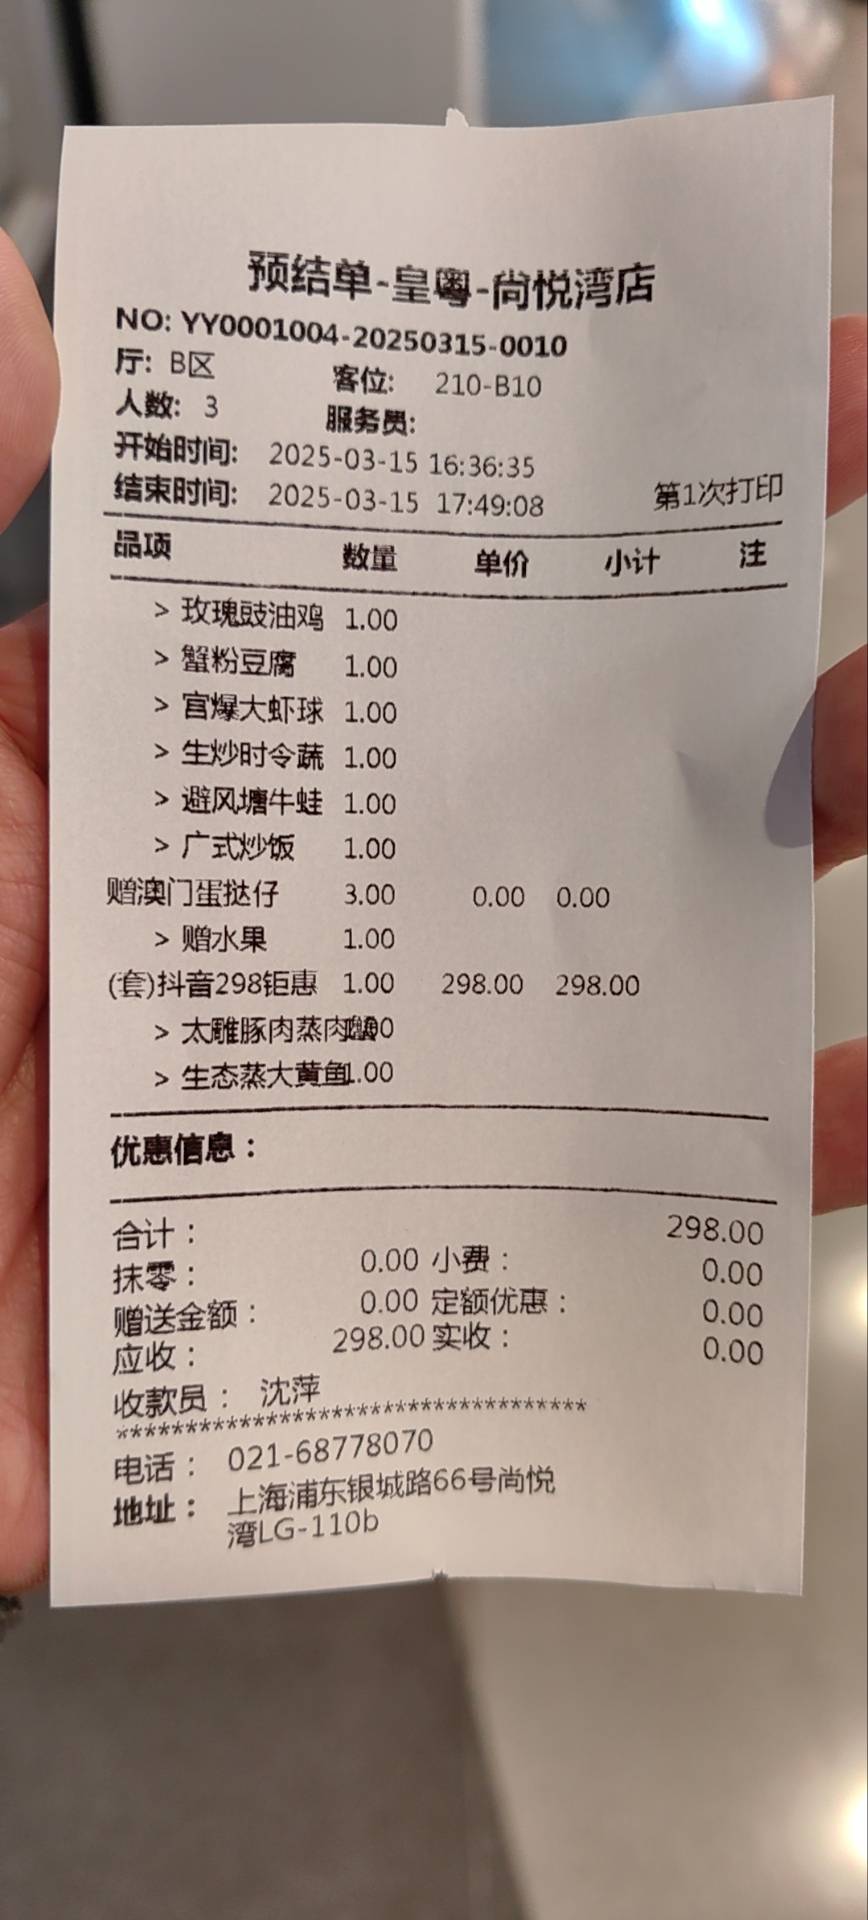 预结单-皇粤-尚悦湾店
NO: YY0001004-20250315-0010
厅: B区 客位: 210-B10
人数: 3 服务员:
开始时间: 2025-03-15 16:36:35
结束时间: 2025-03-15 17:49:08 第1次打印
品项 数量 单价 小计 注
> 玫瑰豉油鸡 1.00
> 蟹粉豆腐 1.00
> 宫爆大虾球 1.00
> 生炒时令蔬 1.00
> 避风塘牛蛙 1.00
> 广式炒饭 1.00
赠澳门蛋挞仔 3.00 0.00 0.00
> 赠水果 1.00
(套)抖音298钜惠 1.00 298.00 298.00
> 太雕豚肉蒸肉
> 生态蒸大黄鱼1.00
优惠信息：
合计： 298.00
抹零： 0.00 小费： 0.00
赠送金额： 0.00 定额优惠： 0.00
应收： 298.00 实收： 0.00
收款员： 沈萍
************************************
电话： 021-68778070
地址： 上海浦东银城路66号尚悦
湾LG-110b